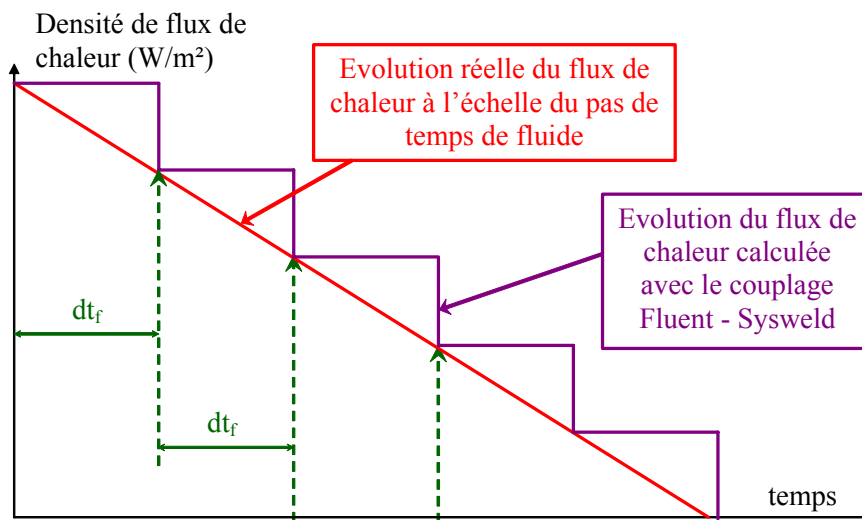 Densité de flux de
chaleur (W/m²)
Evolution réelle du flux de
chaleur à l'échelle du pas de
temps de fluide
Evolution du flux de
chaleur calculée
avec le couplage
Fluent - Sysweld
dtf
dtf
temps